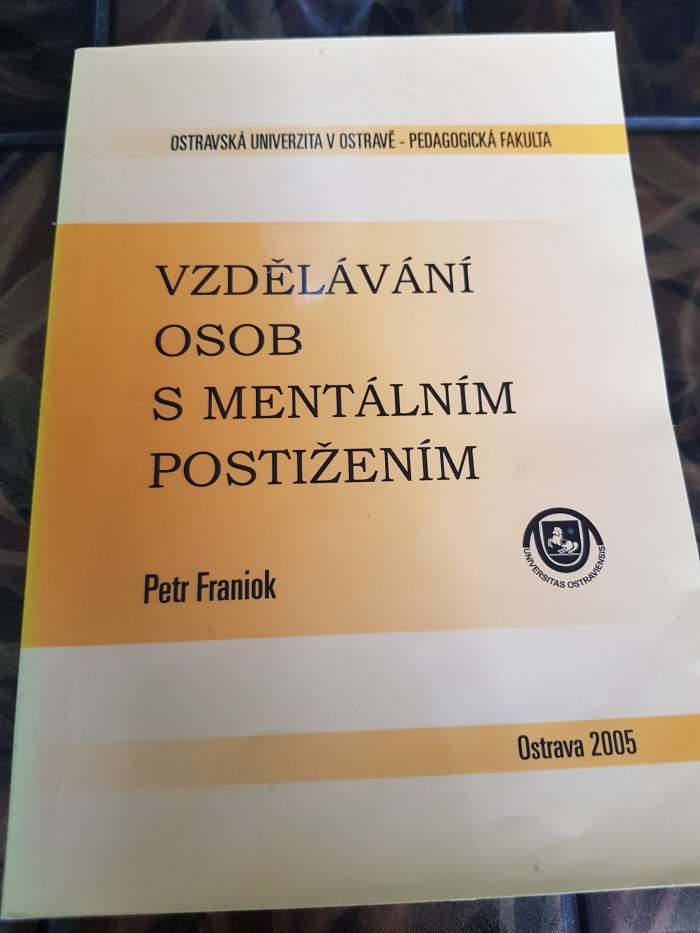 OSTRAVSKÁ UNIVERZITA V OSTRAVĚ - PEDAGOGICKÁ FAKULTA
VZDĚLÁVÁNÍ
OSOB
S MENTÁLNÍM
POSTIŽENÍM
UNIVERSITAS OSTRAVIENSIS
Petr Franiok
Ostrava 2005